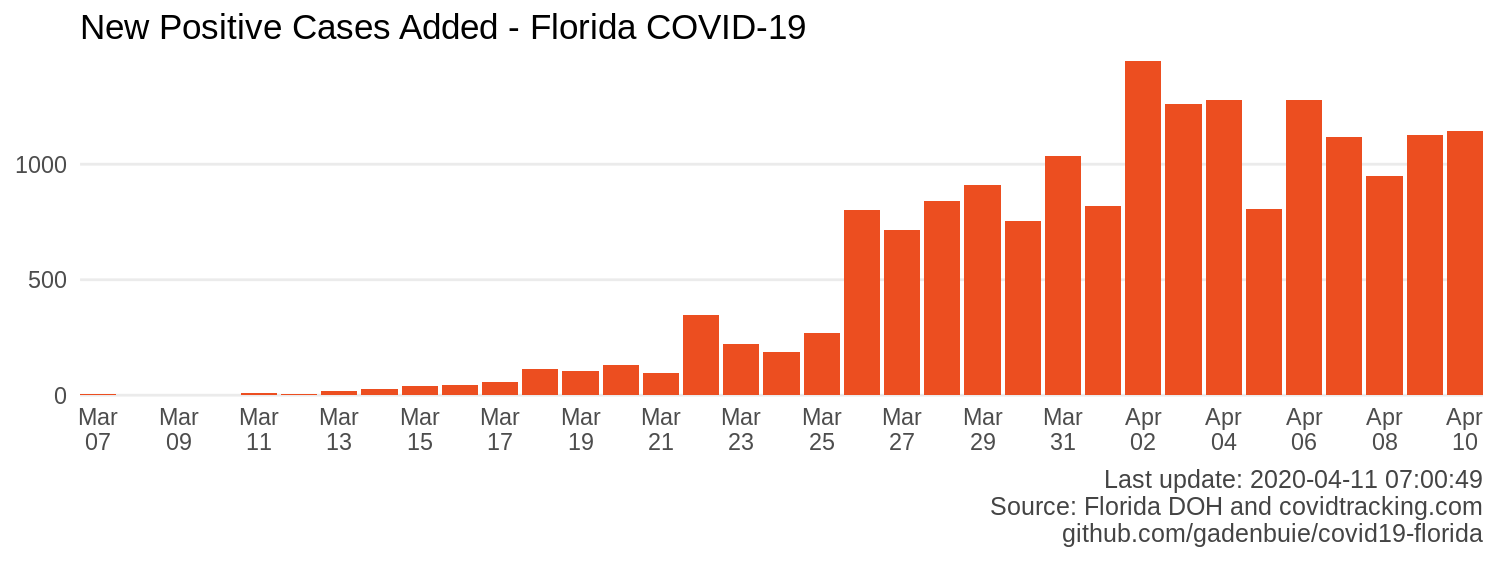 New Positive Cases Added - Florida COVID-19
1000
500
0
Mar Mar Mar Mar Mar Mar Mar Mar Mar Mar Mar Mar Mar Apr Apr Apr Apr Apr
07 09 11 13 15 17 19 21 23 25 27 29 31 02 04 06 08 10
Last update: 2020-04-11 07:00:49
Source: Florida DOH and covidtracking.com
github.com/gadenbuie/covid19-florida